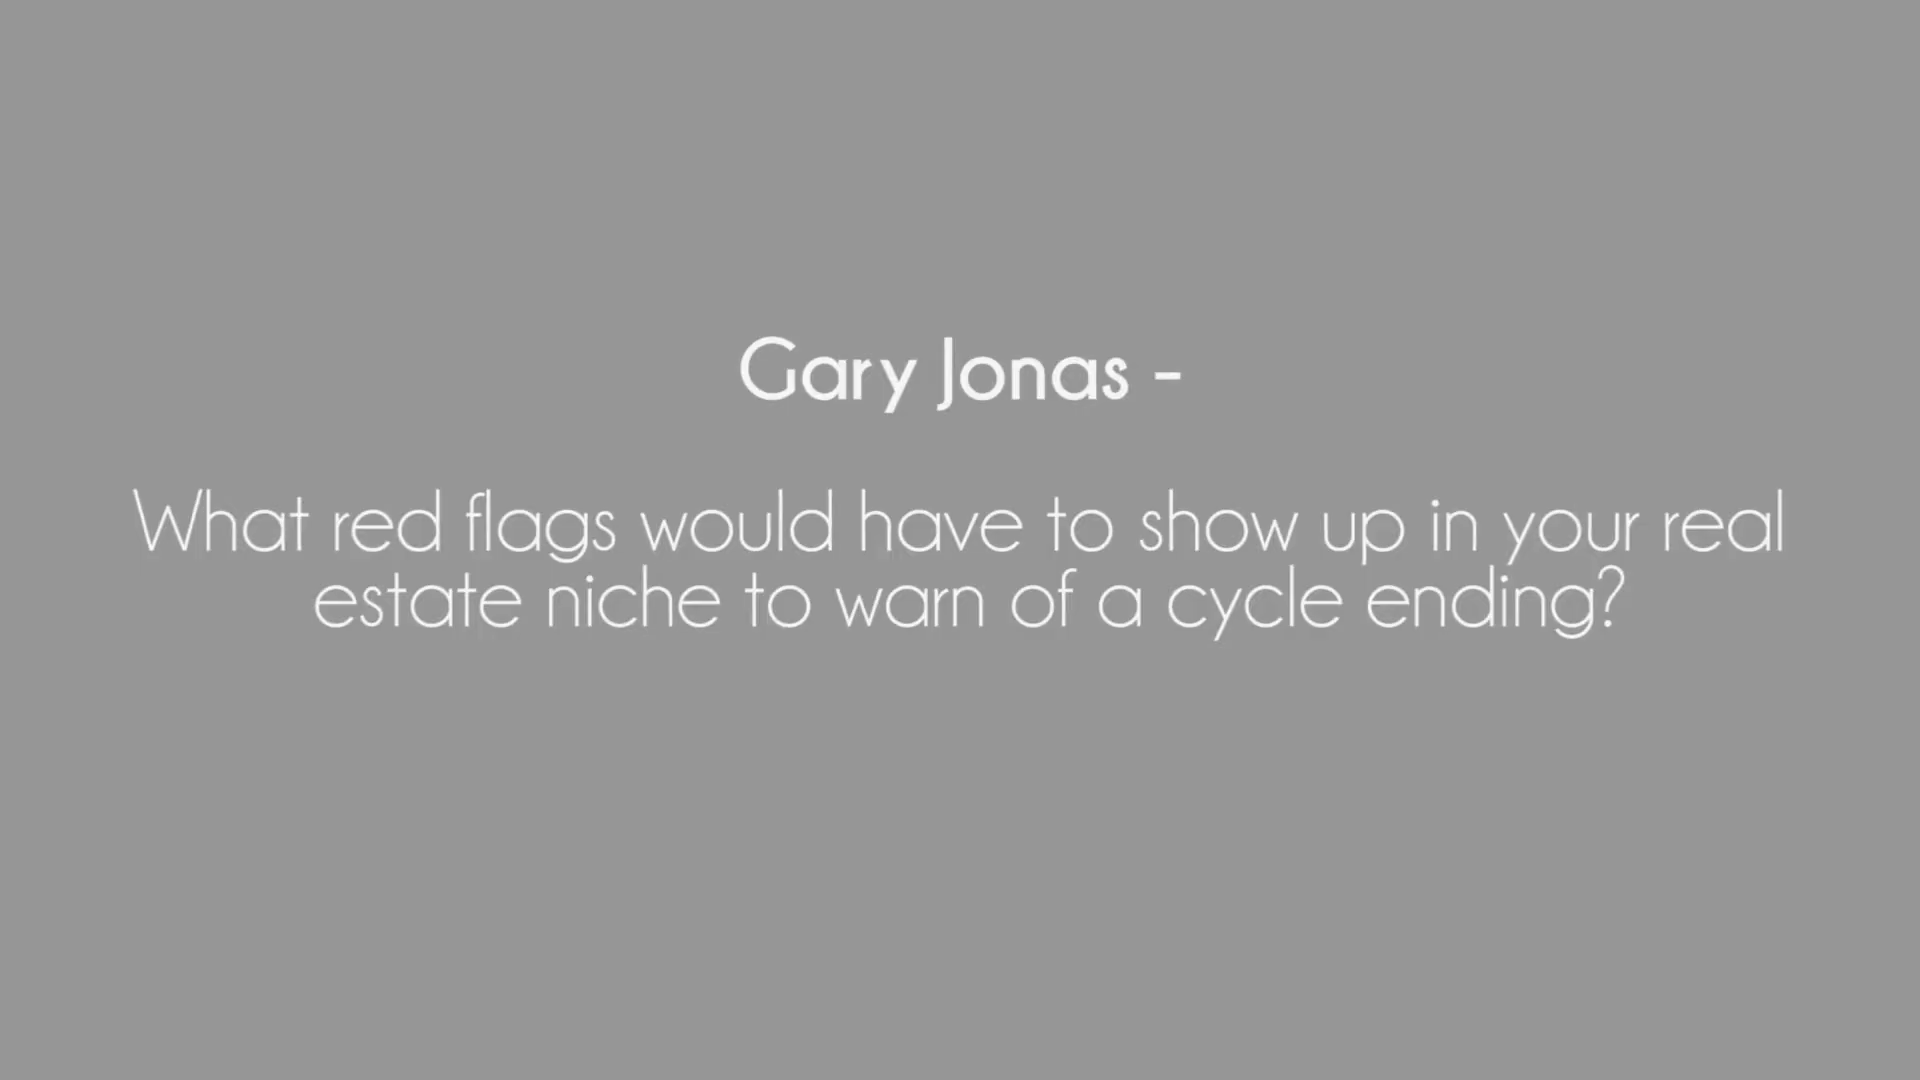 Gary Jonas -
What red flags would have to show up in your real
estate niche to warn of a cycle ending?